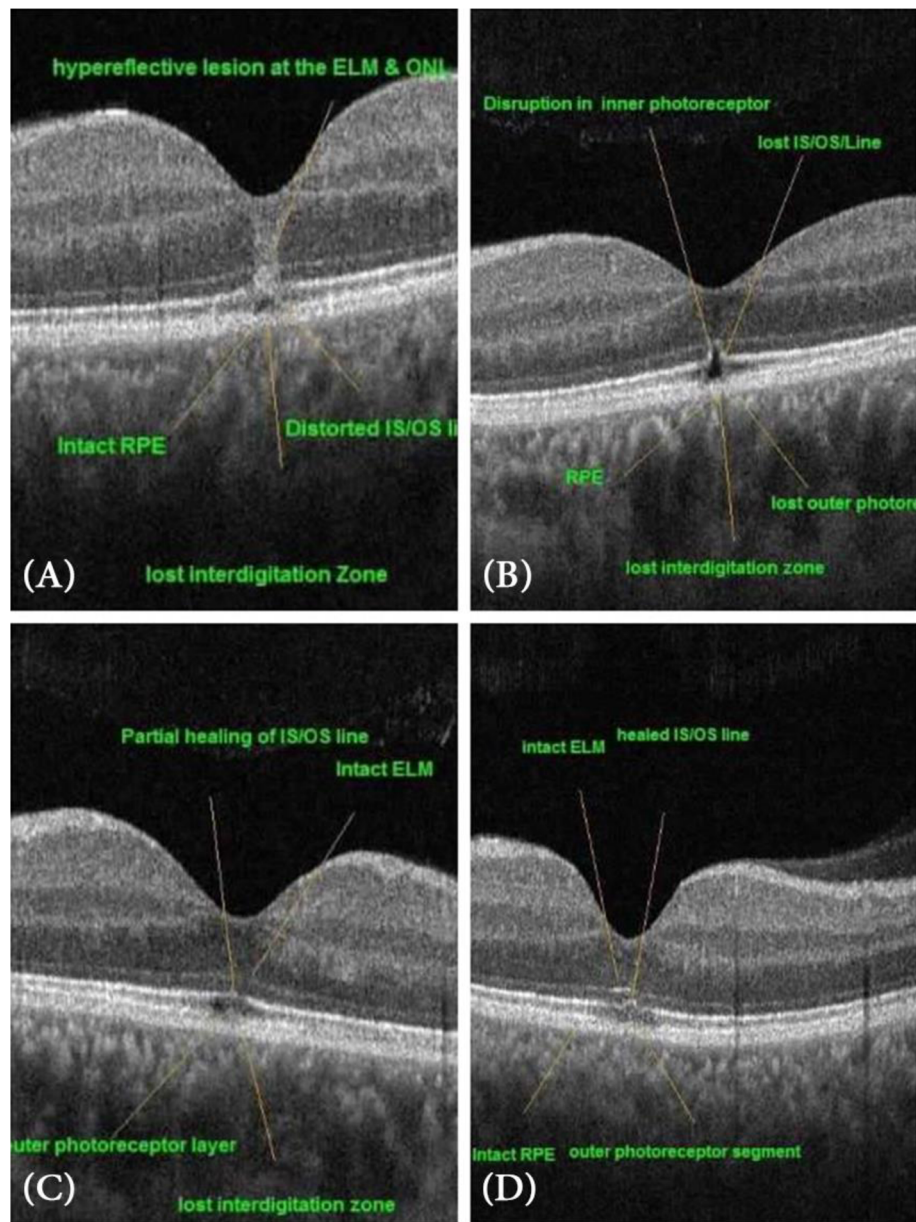 hypereflective lesion at the ELM & ONL
Intact RPE
Distorted IS/OS li
lost interdigitation Zone
(A)
Disruption in inner photoreceptor
lost IS/OS/Line
RPE
lost outer photore
lost interdigitation zone
(B)
Partial healing of IS/OS line
Intact ELM
outer photoreceptor layer
lost interdigitation zone
(C)
intact ELM
healed IS/OS line
Intact RPE
outer photoreceptor segment
(D)